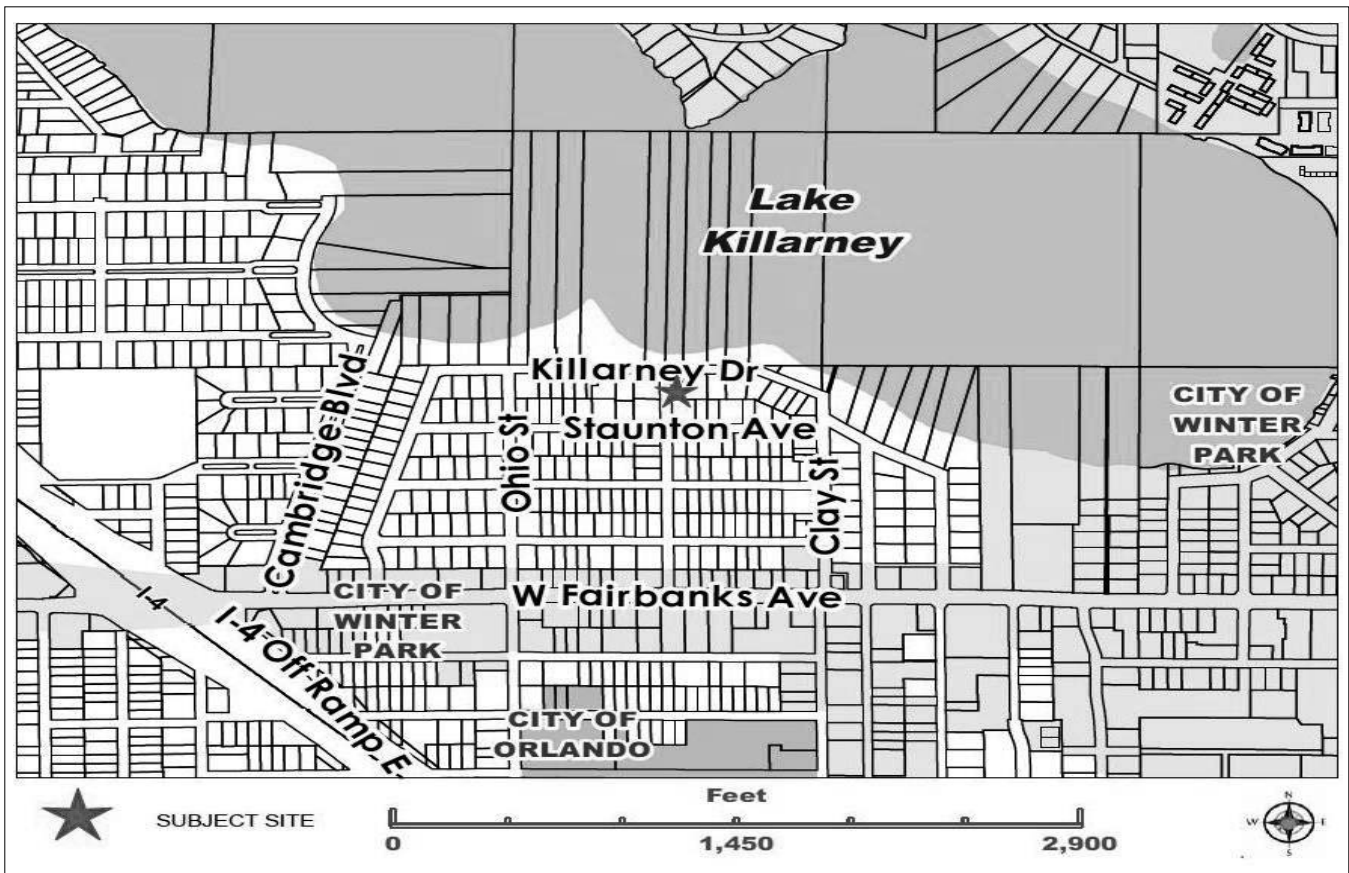 Lake
Killarney
Killarney Dr
Cambridge Blvd
CITY OF
WINTER
PARK
Staunton Ave
Ohio St
Clay St
I-4
I-4 Off Ramp E
CITY OF
WINTER
PARK
W Fairbanks Ave
CITY OF
ORLANDO
SUBJECT SITE
Feet
0
1,450
2,900
N
W
E
S